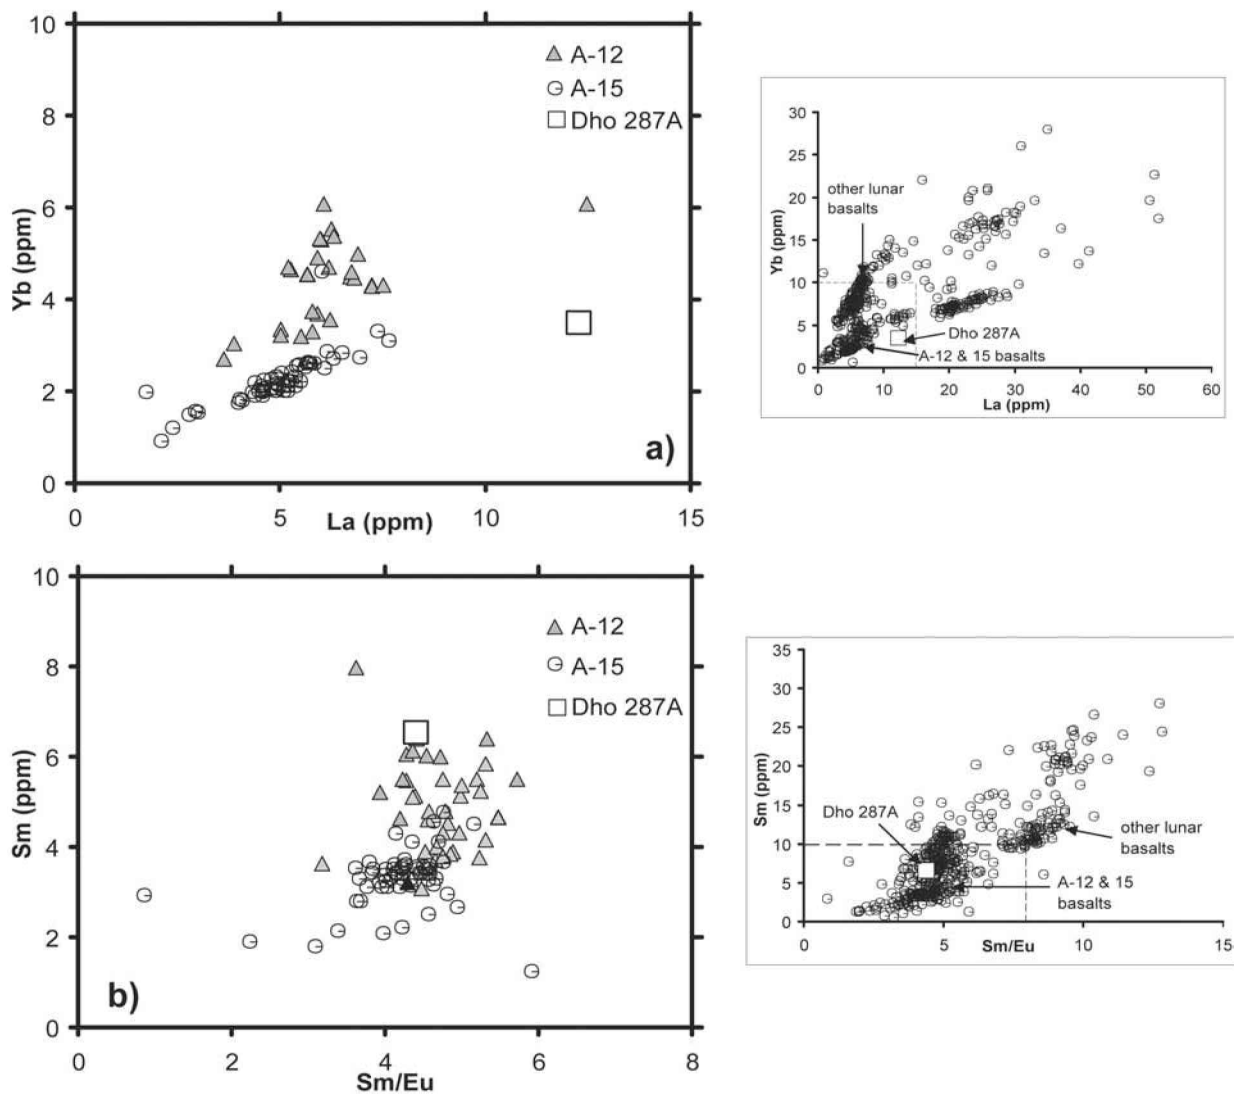 10
8
6
4
2
0
Yb (ppm)
A-12
A-15
Dho 287A
a)
0
5
10
15
La (ppm)
30
25
20
15
10
5
0
Yb (ppm)
other lunar
basalts
Dho 287A
A-12 & 15 basalts
0
10
20
30
40
50
60
La (ppm)
10
8
6
4
2
0
Sm (ppm)
A-12
A-15
Dho 287A
b)
0
2
4
6
8
Sm/Eu
35
30
25
20
15
10
5
0
Sm (ppm)
Dho 287A
other lunar
basalts
A-12 & 15
basalts
0
5
10
15
Sm/Eu